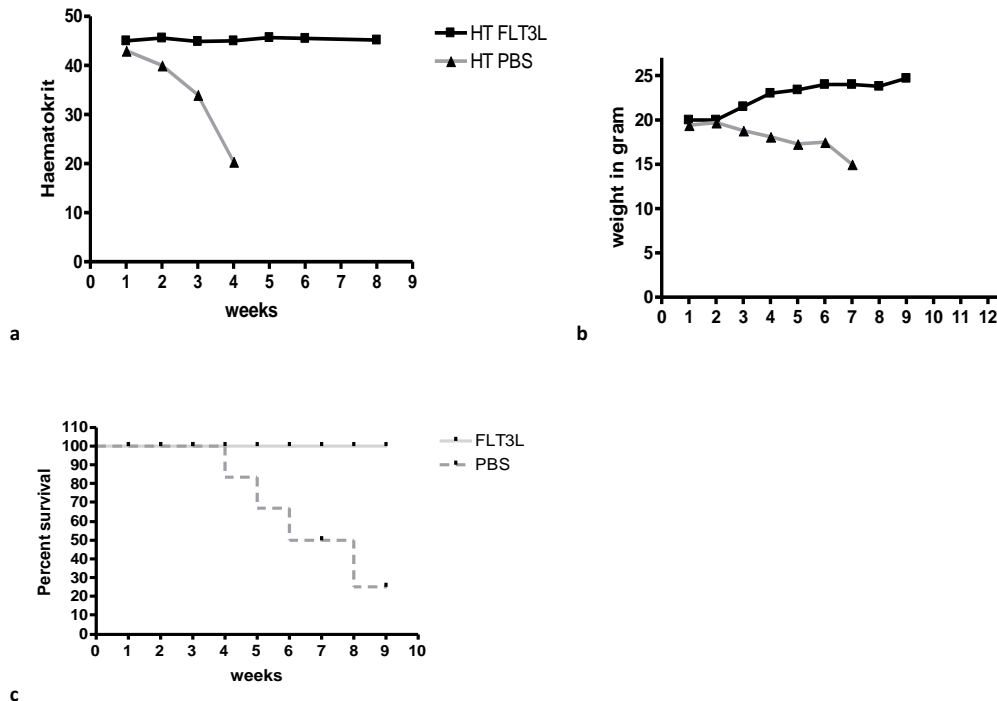 Haematokrit
50
40
30
20
10
0
0 1 2 3 4 5 6 7 8 9
weeks
HT FLT3L
HT PBS
a
weight in gram
25
20
15
10
5
0
0 1 2 3 4 5 6 7 8 9 10 11 12
b
Percent survival
110
100
90
80
70
60
50
40
30
20
10
0
0 1 2 3 4 5 6 7 8 9 10
weeks
FLT3L
PBS
c